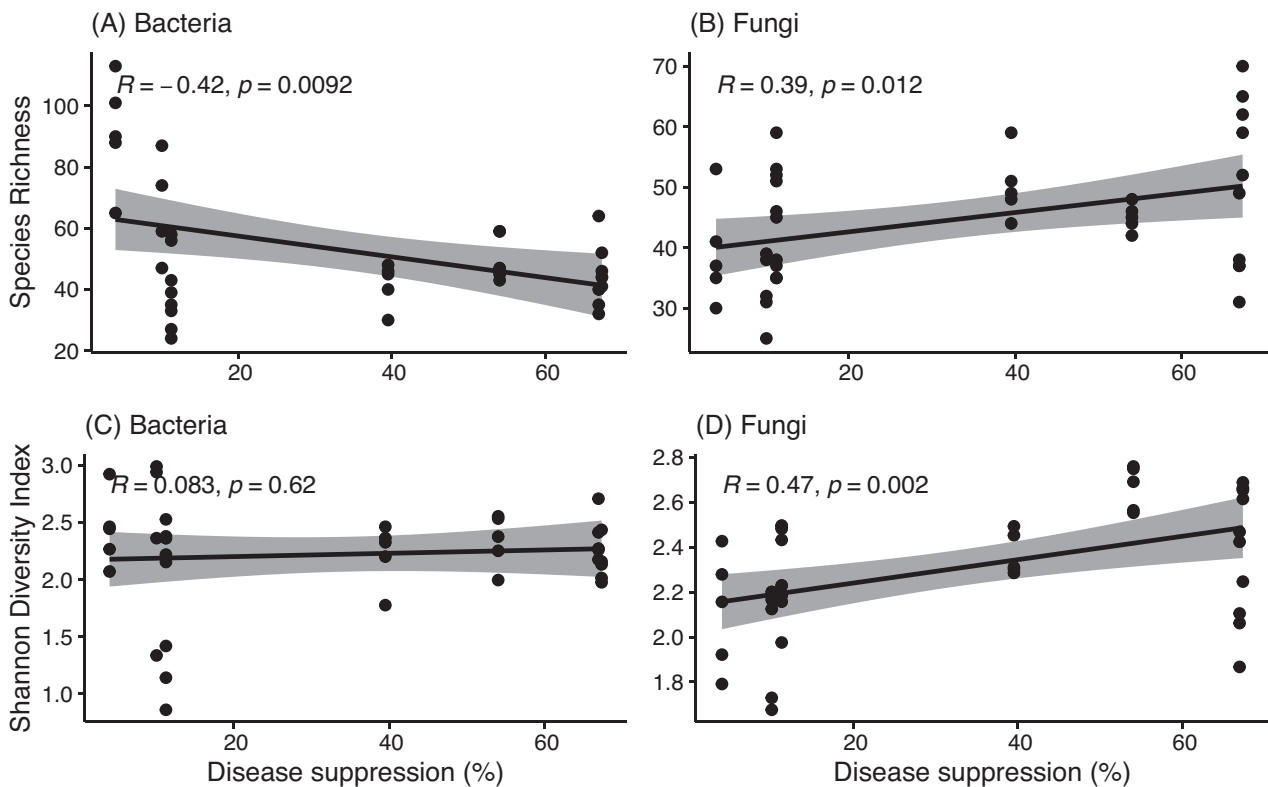 (A) Bacteria
R = −0.42, p = 0.0092
Species Richness
100
80
60
40
20
20 40 60
(B) Fungi
R = 0.39, p = 0.012
70
60
50
40
30
20 40 60
(C) Bacteria
R = 0.083, p = 0.62
Shannon Diversity Index
3.0
2.5
2.0
1.5
1.0
20 40 60
Disease suppression (%)
(D) Fungi
R = 0.47, p = 0.002
2.8
2.6
2.4
2.2
2.0
1.8
20 40 60
Disease suppression (%)